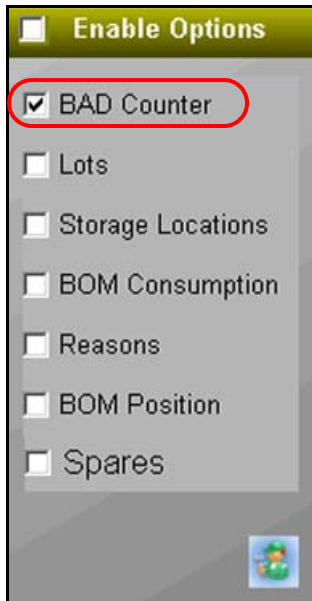 Enable Options
BAD Counter
Lots
Storage Locations
BOM Consumption
Reasons
BOM Position
Spares